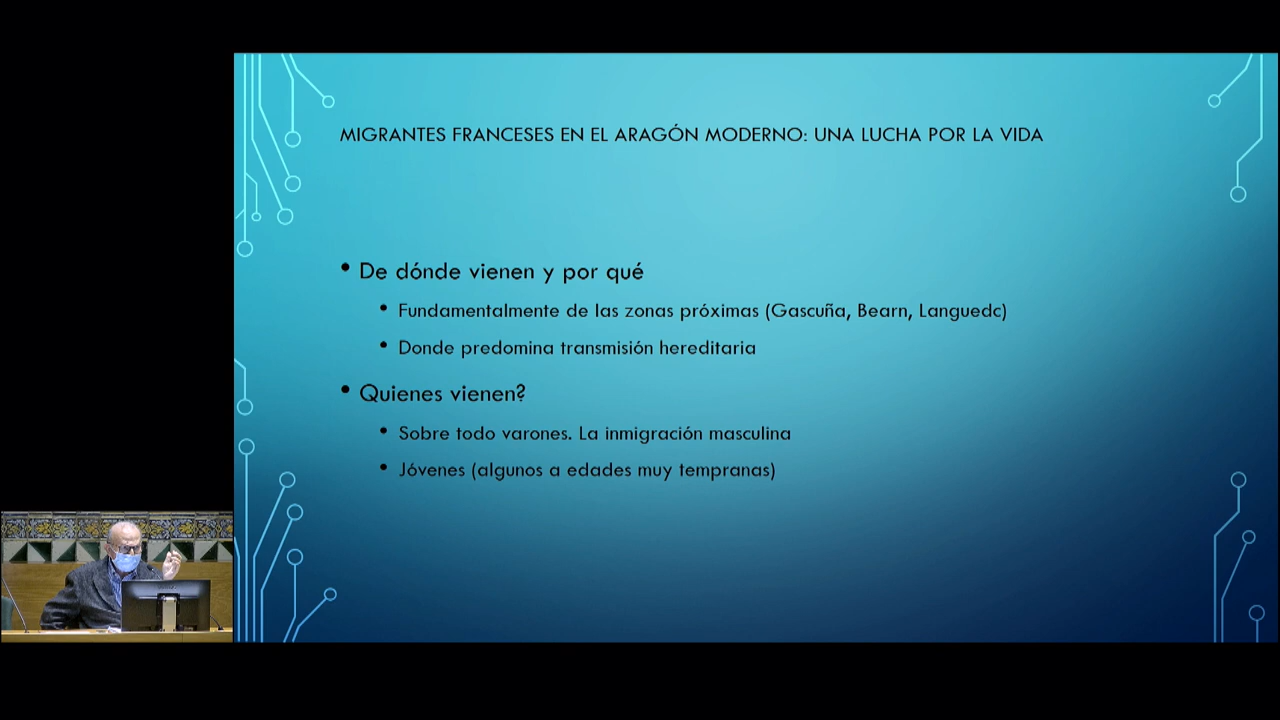 MIGRANTES FRANCESES EN EL ARAGÓN MODERNO: UNA LUCHA POR LA VIDA
• De dónde vienen y por qué
• Fundamentalmente de las zonas próximas (Gascuña, Bearn, Languedc)
• Donde predomina transmisión hereditaria
• Quienes vienen?
• Sobre todo varones. La inmigración masculina
• Jóvenes (algunos a edades muy tempranas)